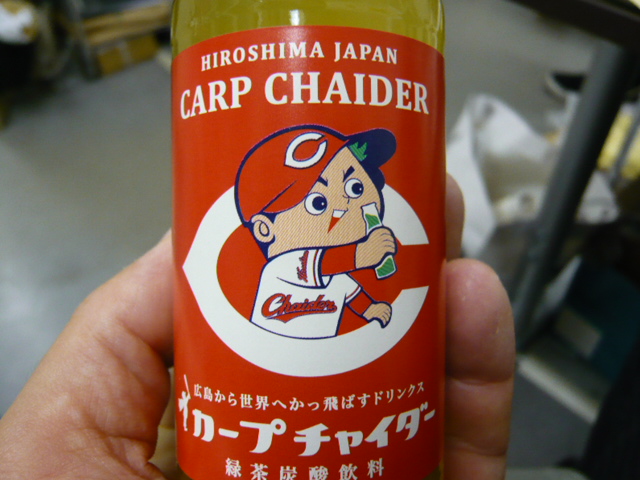 HIROSHIMA JAPAN
CARP CHAIDER
C
Chaider
広島から世界へかっ飛ばすドリンクス
カープチャイダー
緑茶炭酸飲料